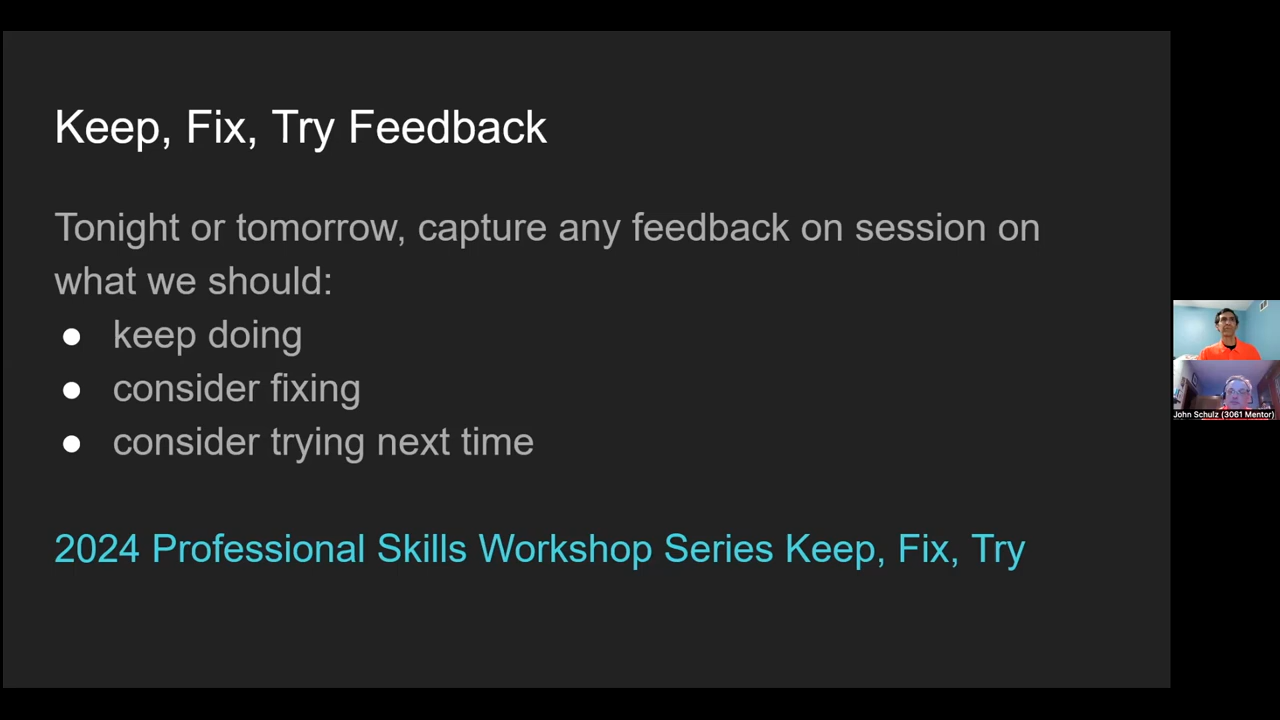 Keep, Fix, Try Feedback
Tonight or tomorrow, capture any feedback on session on
what we should:
● keep doing
● consider fixing
● consider trying next time
2024 Professional Skills Workshop Series Keep, Fix, Try
John Schulz (3061 Mentor)